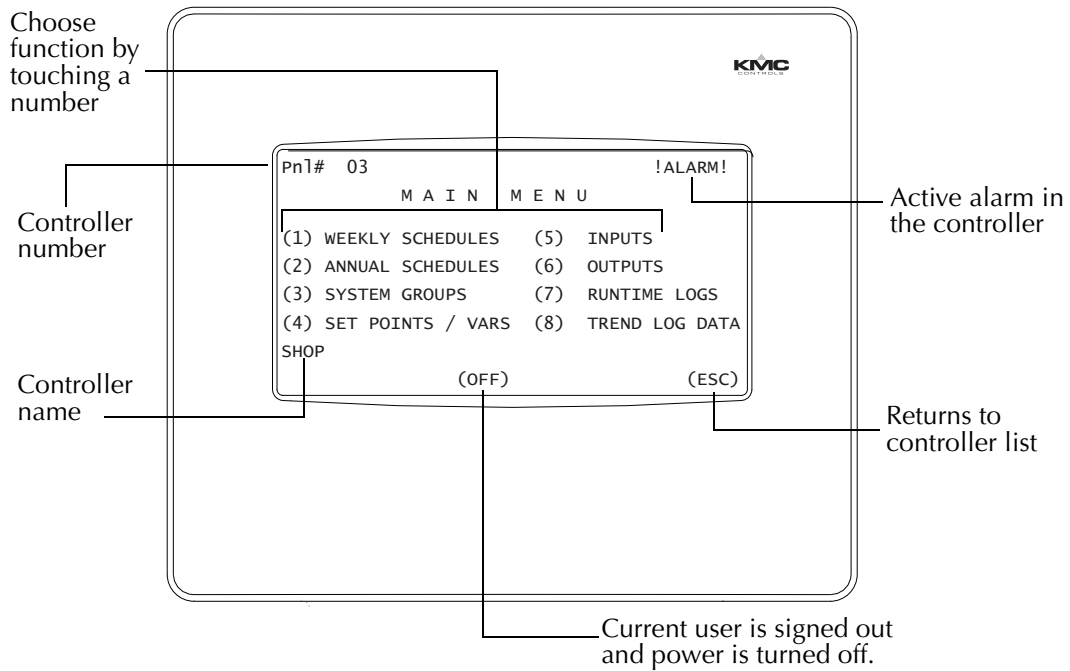 Choose
function by
touching a
number
KMC
CONTROLS
Pnl# 03 !ALARM!
M A I N M E N U
(1) WEEKLY SCHEDULES (5) INPUTS
(2) ANNUAL SCHEDULES (6) OUTPUTS
(3) SYSTEM GROUPS (7) RUNTIME LOGS
(4) SET POINTS / VARS (8) TREND LOG DATA
SHOP
(OFF) (ESC)
Controller
number
Controller
name
Active alarm in
the controller
Returns to
controller list
Current user is signed out
and power is turned off.